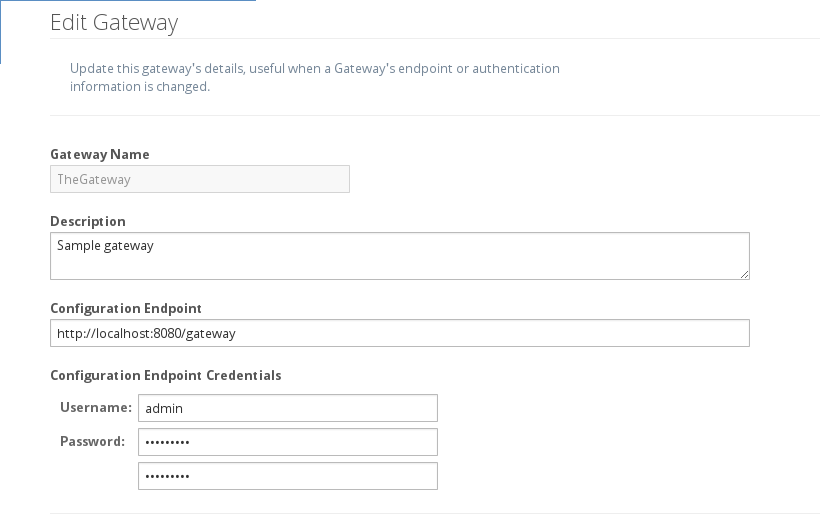 Edit Gateway
Update this gateway's details, useful when a Gateway's endpoint or authentication
information is changed.
Gateway Name
TheGateway
Description
Sample gateway
Configuration Endpoint
http://localhost:8080/gateway
Configuration Endpoint Credentials
Username: admin
Password: •••••••••
•••••••••